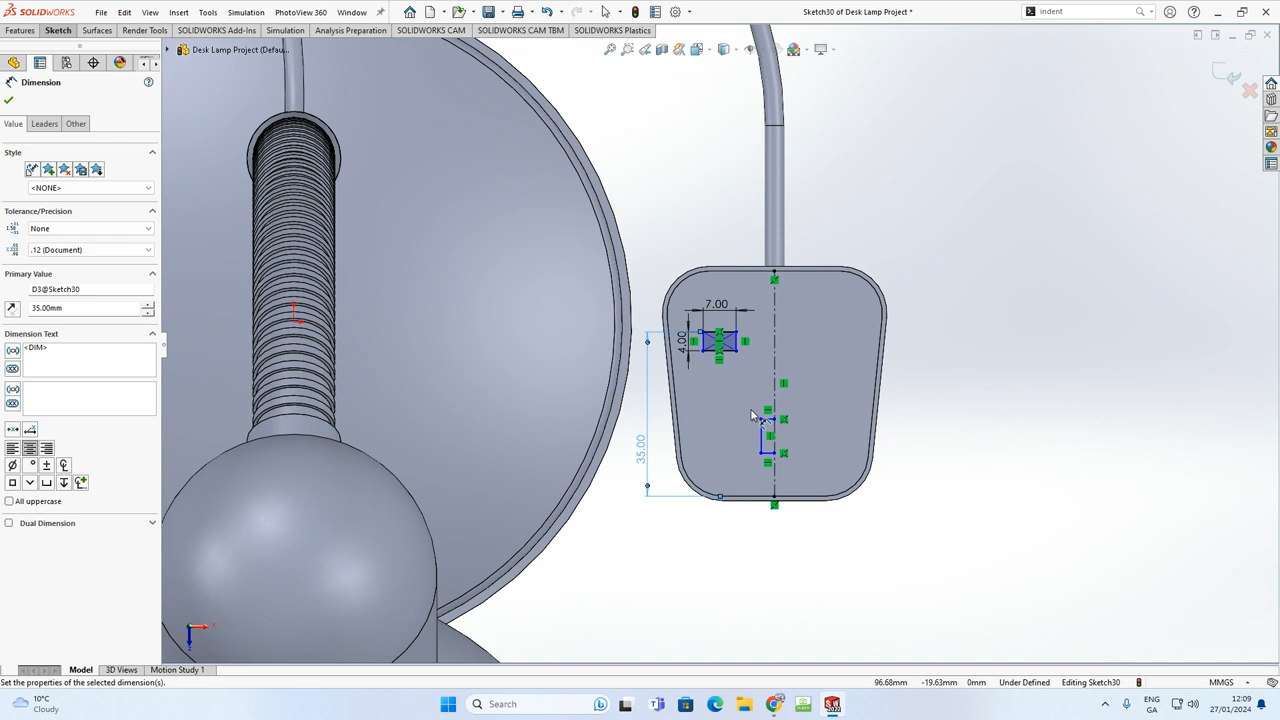 SOLIDWORKS File Edit View Insert Tools Simulation PhotoView 360 Window Sketch30 of Desk Lamp Project * indent
Features Sketch Surfaces Render Tools SOLIDWORKS Add-Ins Simulation Analysis Preparation SOLIDWORKS CAM SOLIDWORKS CAM TBM SOLIDWORKS Plastics
Desk Lamp Project (Defau...
Dimension
Value Leaders Other
Style
<NONE>
Tolerance/Precision
None
.12 (Document)
Primary Value
D3@Sketch30
35.00mm
Dimension Text
<DIM>
All uppercase
Dual Dimension
7.00
4.00
35.00
x
Model 3D Views Motion Study 1
Set the properties of the selected dimension(s). 96.68mm -19.63mm 0mm Under Defined Editing Sketch30 MMGS
10°C
Cloudy
Search
ENG
GA
12:09
27/01/2024